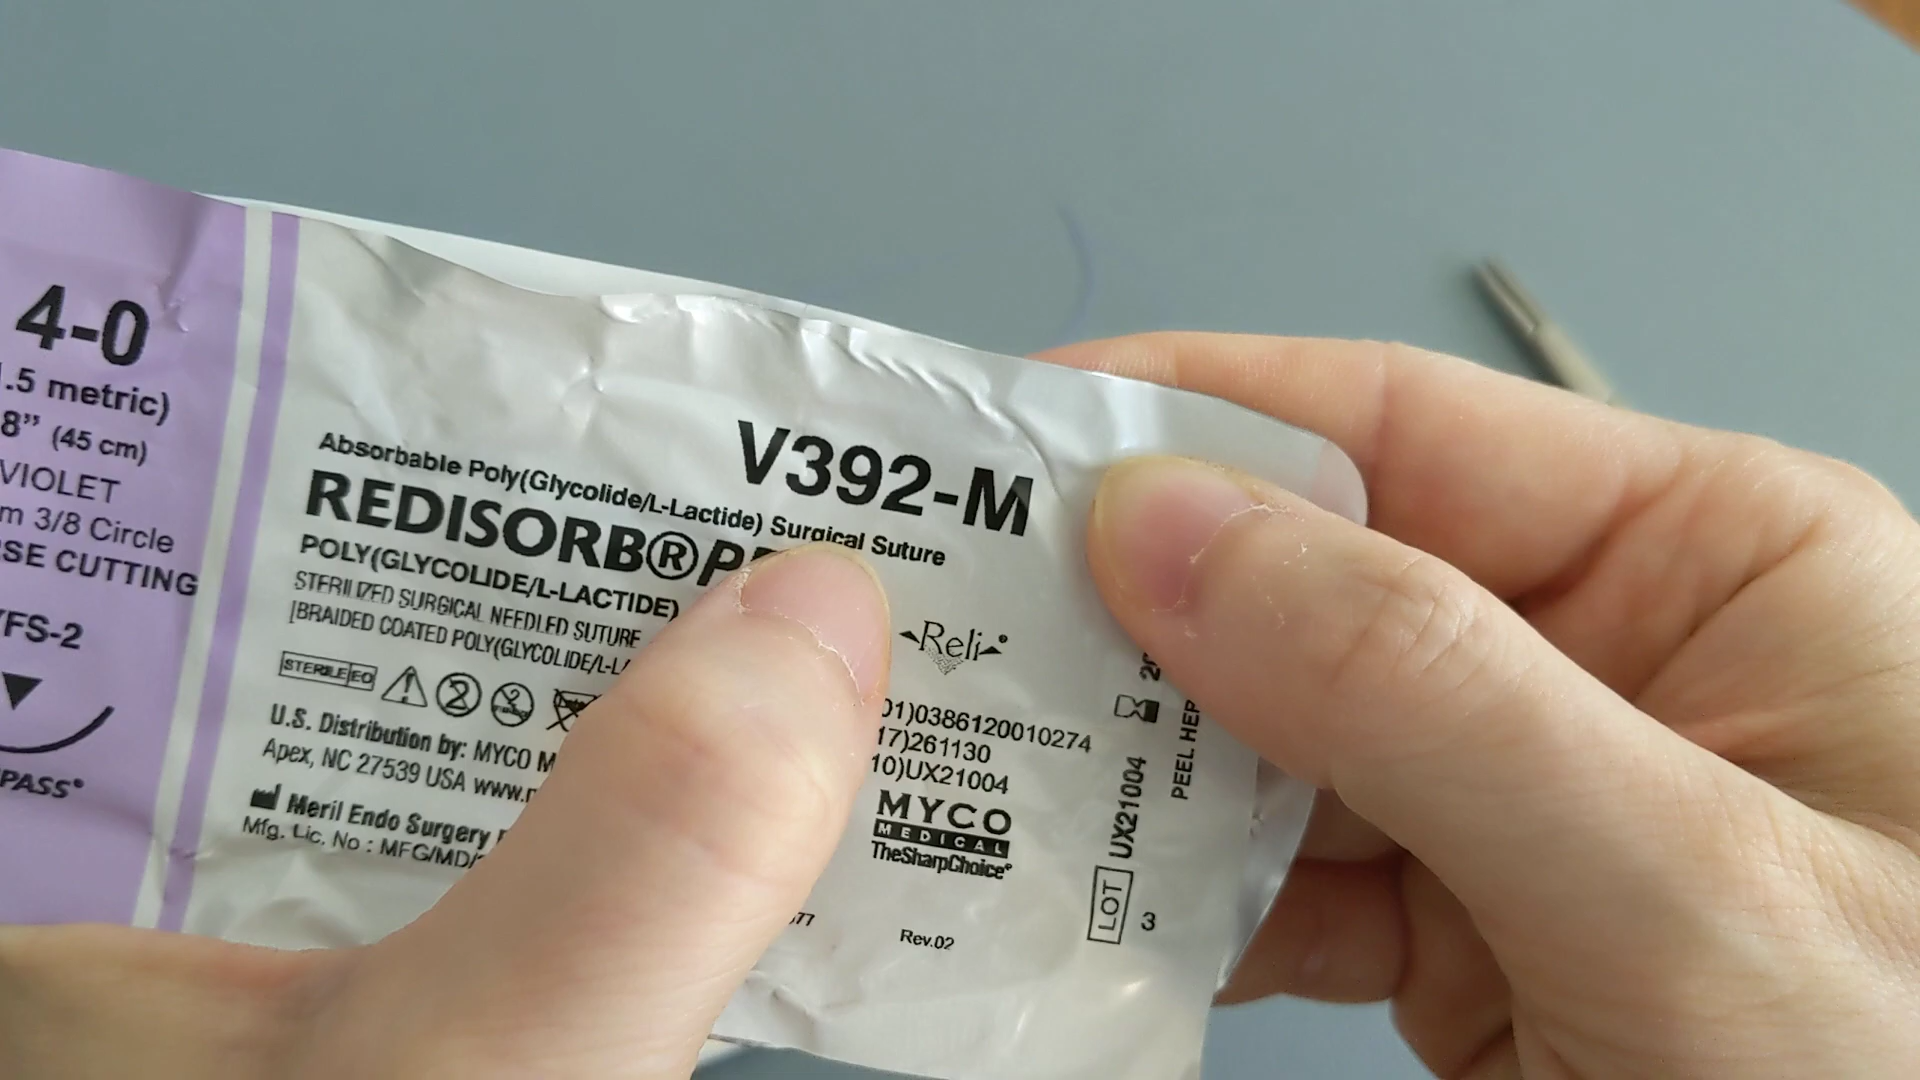 4-0
.5 metric)
8” (45 cm)
VIOLET
m 3/8 Circle
SE CUTTING
FS-2
PASS®
V392-M
Absorbable Poly(Glycolide/L-Lactide) Surgical Suture
REDISORB®
POLY(GLYCOLIDE/L-LACTIDE)
STERILIZED SURGICAL NEEDLED SUTURE
[BRAIDED COATED POLY(GLYCOLIDE/L-L
STERILE EO
U.S. Distribution by: MYCO M
Apex, NC 27539 USA www.
Meril Endo Surgery
Mfg. Lic. No : MFG/MD/
Reli
01)0386120010274
17)261130
10)UX21004
MYCO
MEDICAL
TheSharpChoice®
77
Rev.02
LOT UX21004
3
PEEL HER